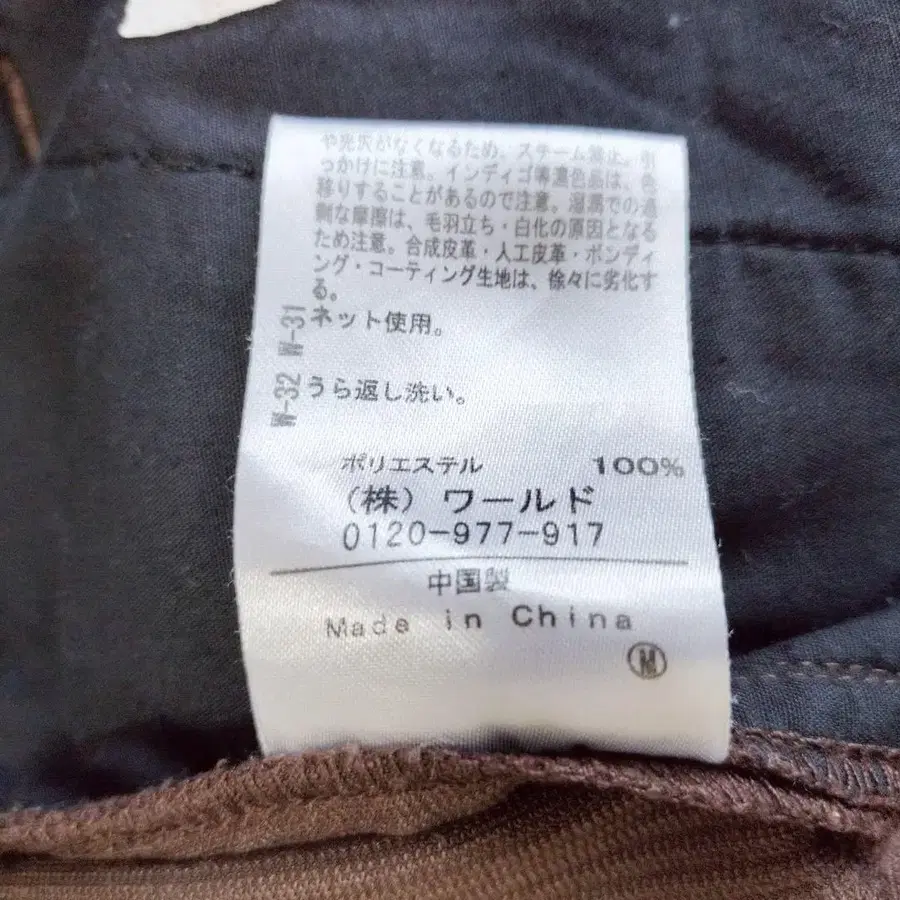 や光沢がなくなるため、スチーム禁止。引
っかけに注意。インディゴ等濃色品は、色
移りすることがあるので注意。湿潤での過
剰な摩擦は、毛羽立ち・白化の原因となる
ため注意。合成皮革・人工皮革・ボンディ
ング・コーティング生地は、徐々に劣化す
る。
W-31
ネット使用。
W-32
うら返し洗い。
ポリエステル 100%
(株) ワールド
0120-977-917
中国製
Made in China
M